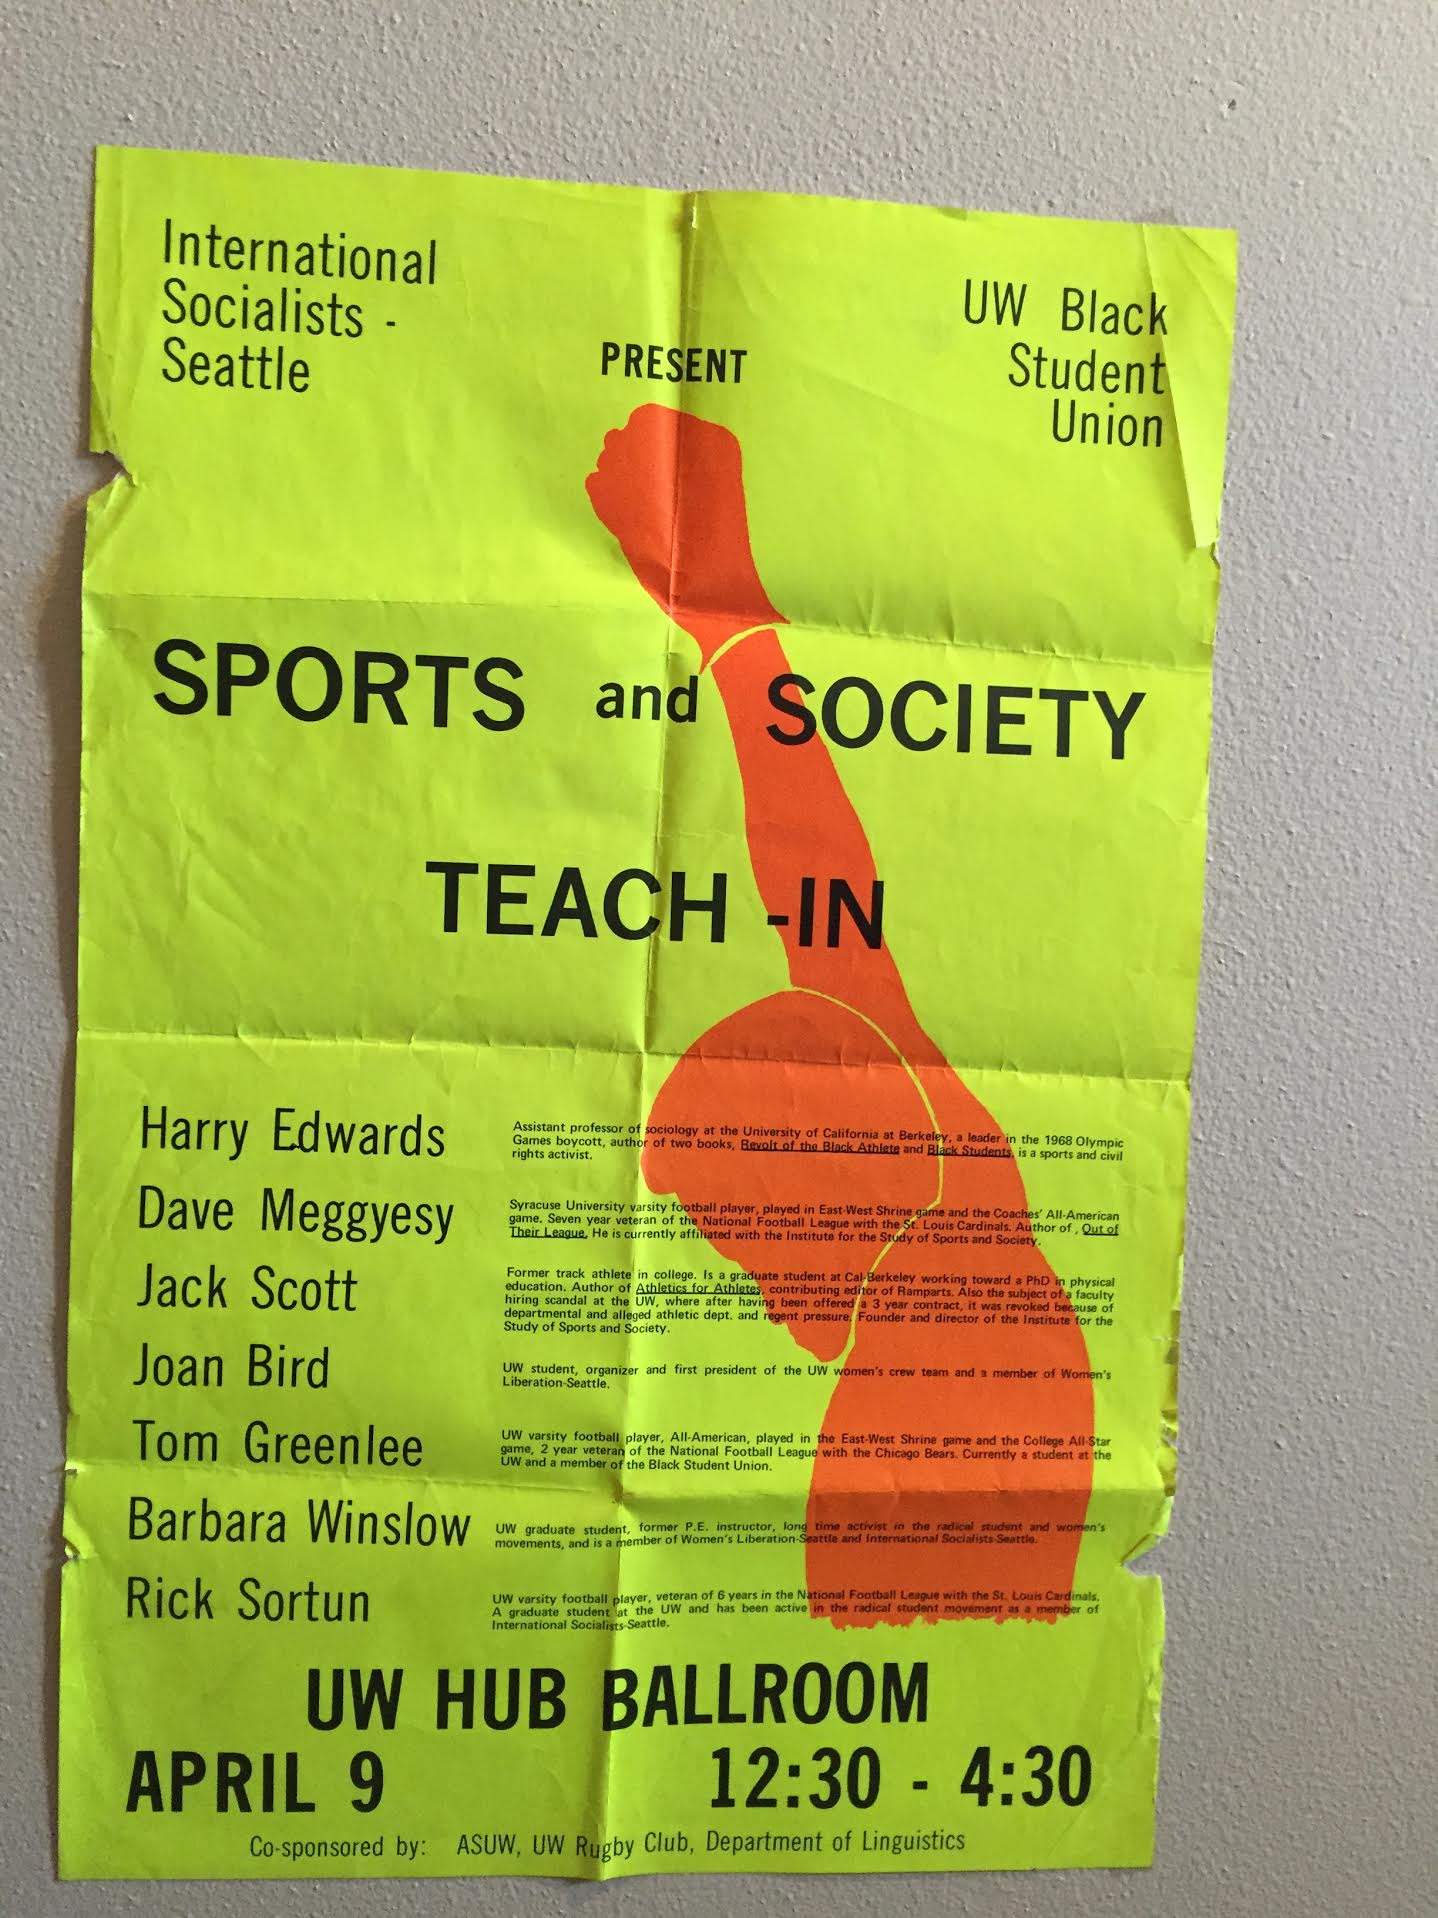 International
Socialists -
Seattle
UW Black
Student
Union
PRESENT
SPORTS and SOCIETY
TEACH -IN
Harry Edwards
Assistant professor of sociology at the University of California at Berkeley, a leader in the 1968 Olympic
Games boycott, author of two books, Revolt of the Black Athlete and Black Students, is a sports and civil
rights activist.
Dave Meggyesy
Syracuse University varsity football player, played in East-West Shrine game and the Coaches' All-American
game. Seven year veteran of the National Football League with the St. Louis Cardinals. Author of , Out of
Their League. He is currently affiliated with the Institute for the Study of Sports and Society.
Jack Scott
Former track athlete in college. Is a graduate student at Cal-Berkeley working toward a PhD in physical
education. Author of Athletics for Athletes, contributing editor of Ramparts. Also the subject of a faculty
hiring scandal at the UW, where after having been offered a 3 year contract, it was revoked because of
departmental and alleged athletic dept. and regent pressure. Founder and director of the Institute for the
Study of Sports and Society.
Joan Bird
UW student, organizer and first president of the UW women's crew team and a member of Women's
Liberation-Seattle.
Tom Greenlee
UW varsity football player, All-American, played in the East-West Shrine game and the College All-Star
game, 2 year veteran of the National Football League with the Chicago Bears. Currently a student at the
UW and a member of the Black Student Union.
Barbara Winslow
UW graduate student, former P.E. instructor, long time activist in the radical student and women's
movements, and is a member of Women's Liberation-Seattle and International Socialists-Seattle.
Rick Sortun
UW varsity football player, veteran of 6 years in the National Football League with the St. Louis Cardinals.
A graduate student at the UW and has been active in the radical student movement as a member of
International Socialists-Seattle.
UW HUB BALLROOM
APRIL 9 12:30 - 4:30
Co-sponsored by: ASUW, UW Rugby Club, Department of Linguistics